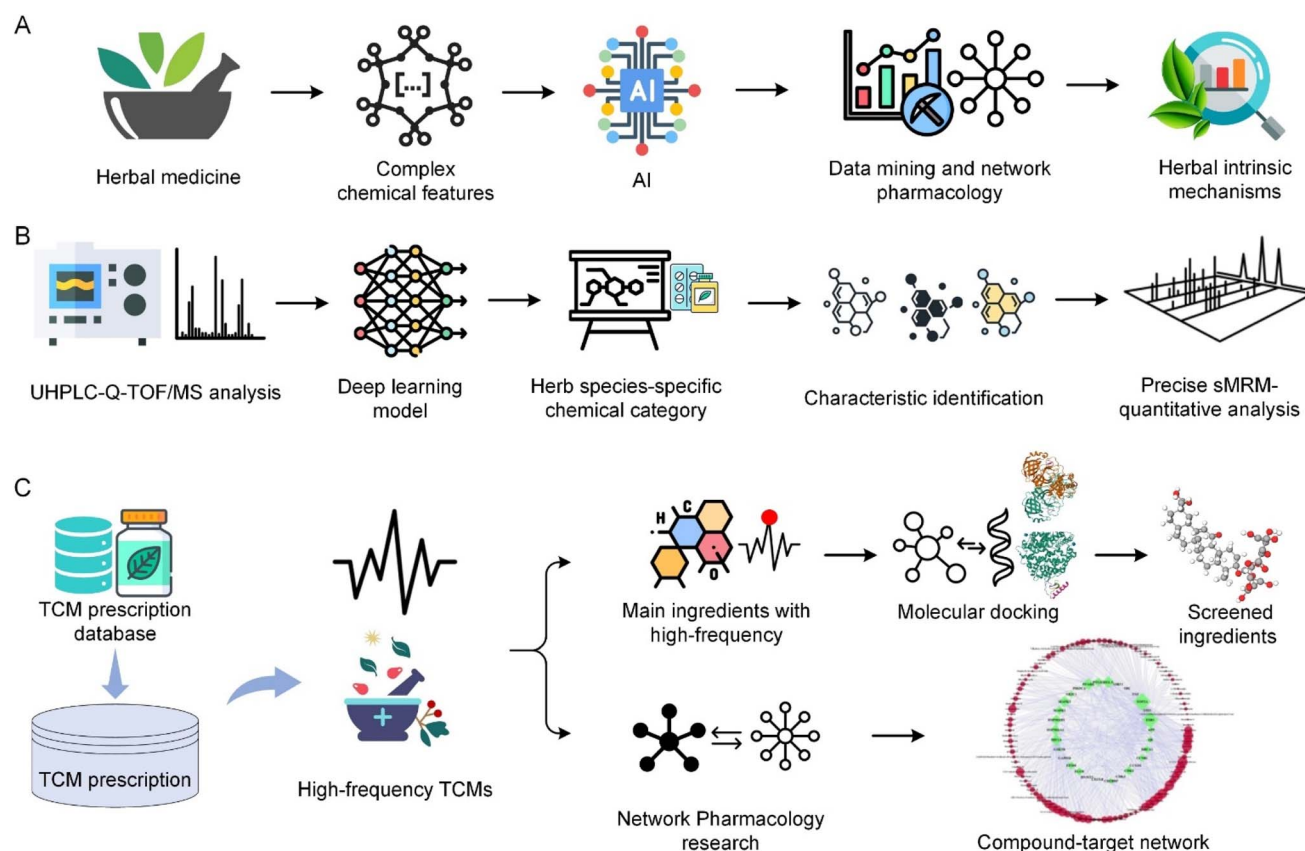 A
[...]
AI
Herbal medicine
Complex
chemical features
AI
Data mining and network
pharmacology
Herbal intrinsic
mechanisms
B
UHPLC-Q-TOF/MS analysis
Deep learning
model
Herb species-specific
chemical category
Characteristic identification
Precise sMRM-
quantitative analysis
C
TCM prescription
database
TCM prescription
High-frequency TCMs
H
C
O
Main ingredients with
high-frequency
Molecular docking
Screened
ingredients
Network Pharmacology
research
Compound-target network